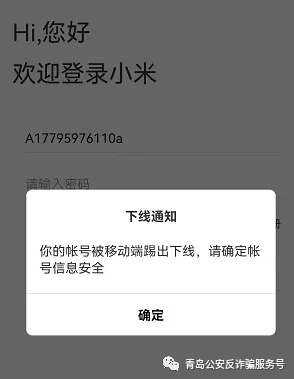 Hi,您好
欢迎登录小米
A17795976110a
请输入密码
册
下线通知
你的帐号被移动端踢出下线，请确定帐
号信息安全
确定
青岛公安反诈骗服务号